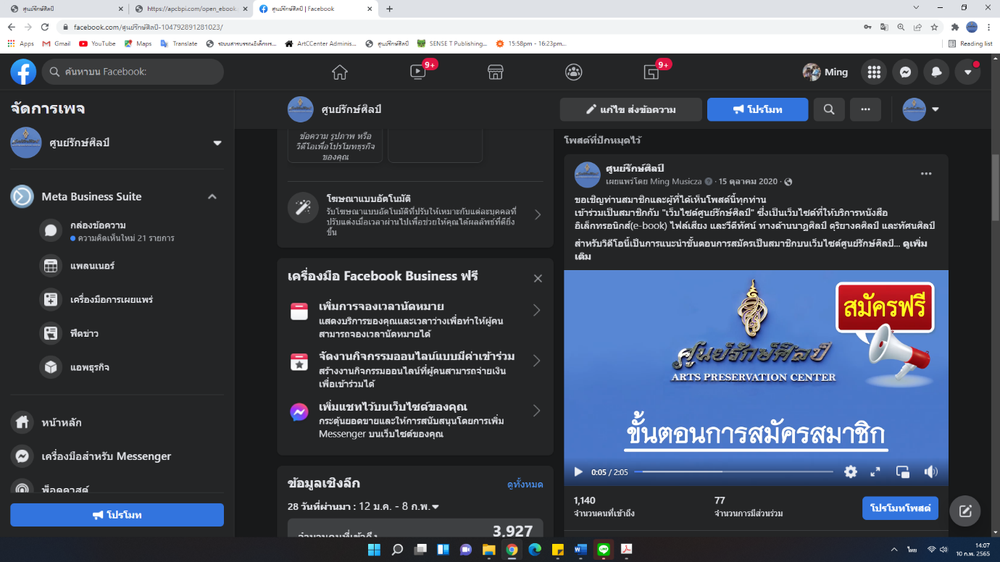 ศูนย์รักษ์ศิลป์
https://apcbpi.com/open_ebook
ศูนย์รักษ์ศิลป์ | Facebook
facebook.com/ศูนย์รักษ์ศิลป์-104792891281023/
Apps
Gmail
YouTube
Maps
Translate
ระบบสารบรรณอิเล็กทร...
ArtCCenter Adminis...
ศูนย์รักษ์ศิลป์
SENSE T Publishing...
15:58pm - 16:23pm...
Reading list
ค้นหาบน Facebook:
9+
9+
Ming
จัดการเพจ
ศูนย์รักษ์ศิลป์
Meta Business Suite
กล่องข้อความ
ความคิดเห็นใหม่ 21 รายการ
แพลนเนอร์
เครื่องมือการเผยแพร่
ฟีดข่าว
แอพธุรกิจ
หน้าหลัก
เครื่องมือสำหรับ Messenger
พ็อดคาสต์
โปรโมท
ศูนย์รักษ์ศิลป์
แก้ไข ส่งข้อความ
โปรโมท
ข้อความ รูปภาพ หรือ
วิดีโอเพื่อโปรโมทธุรกิจ
ของคุณ
โฆษณาแบบอัตโนมัติ
รับโฆษณาแบบอัตโนมัติที่ปรับให้เหมาะกับแต่ละบุคคลที่
ปรับแต่งเมื่อเวลาผ่านไปเพื่อช่วยให้คุณได้ผลลัพธ์ที่ดียิ่ง
ขึ้น
เครื่องมือ Facebook Business ฟรี
เพิ่มการจองเวลานัดหมาย
แสดงบริการของคุณและเวลาว่างเพื่อทำให้ผู้คน
สามารถจองเวลานัดหมายได้
จัดงานกิจกรรมออนไลน์แบบมีค่าเข้าร่วม
สร้างงานกิจกรรมออนไลน์ที่ผู้คนสามารถจ่ายเงิน
เพื่อเข้าร่วมได้
เพิ่มแชทไว้บนเว็บไซต์ของคุณ
กระตุ้นยอดขายและให้การสนับสนุนโดยการเพิ่ม
Messenger บนเว็บไซต์ของคุณ
ข้อมูลเชิงลึก
ดูทั้งหมด
28 วันที่ผ่านมา : 12 ม.ค. - 8 ก.พ.
จำนวนคนที่เข้าถึง
3,927
โพสต์ที่ปักหมุดไว้
ศูนย์รักษ์ศิลป์
เผยแพร่โดย Ming Musicza · 15 ตุลาคม 2020 ·
ขอเชิญท่านสมาชิกและผู้ที่ได้เห็นโพสต์นี้ทุกท่าน
เข้าร่วมเป็นสมาชิกกับ "เว็บไซต์ศูนย์รักษ์ศิลป์" ซึ่งเป็นเว็บไซต์ที่ให้บริการหนังสือ
อิเล็กทรอนิกส์(e-book) ไฟล์เสียง และวีดีทัศน์ ทางด้านนาฏศิลป์ ดุริยางคศิลป์ และทัศนศิลป์
สำหรับวิดีโอนี้เป็นการแนะนำขั้นตอนการสมัครเป็นสมาชิกบนเว็บไซต์ศูนย์รักษ์ศิลป์... ดูเพิ่ม
เติม
สมัครฟรี
ศูนย์รักษ์ศิลป์
ARTS PRESERVATION CENTER
ขั้นตอนการสมัครสมาชิก
0:05 / 2:05
1,140
จำนวนคนที่เข้าถึง
77
จำนวนการมีส่วนร่วม
โปรโมทโพสต์
ไทย
14:07
10 ก.พ. 2565